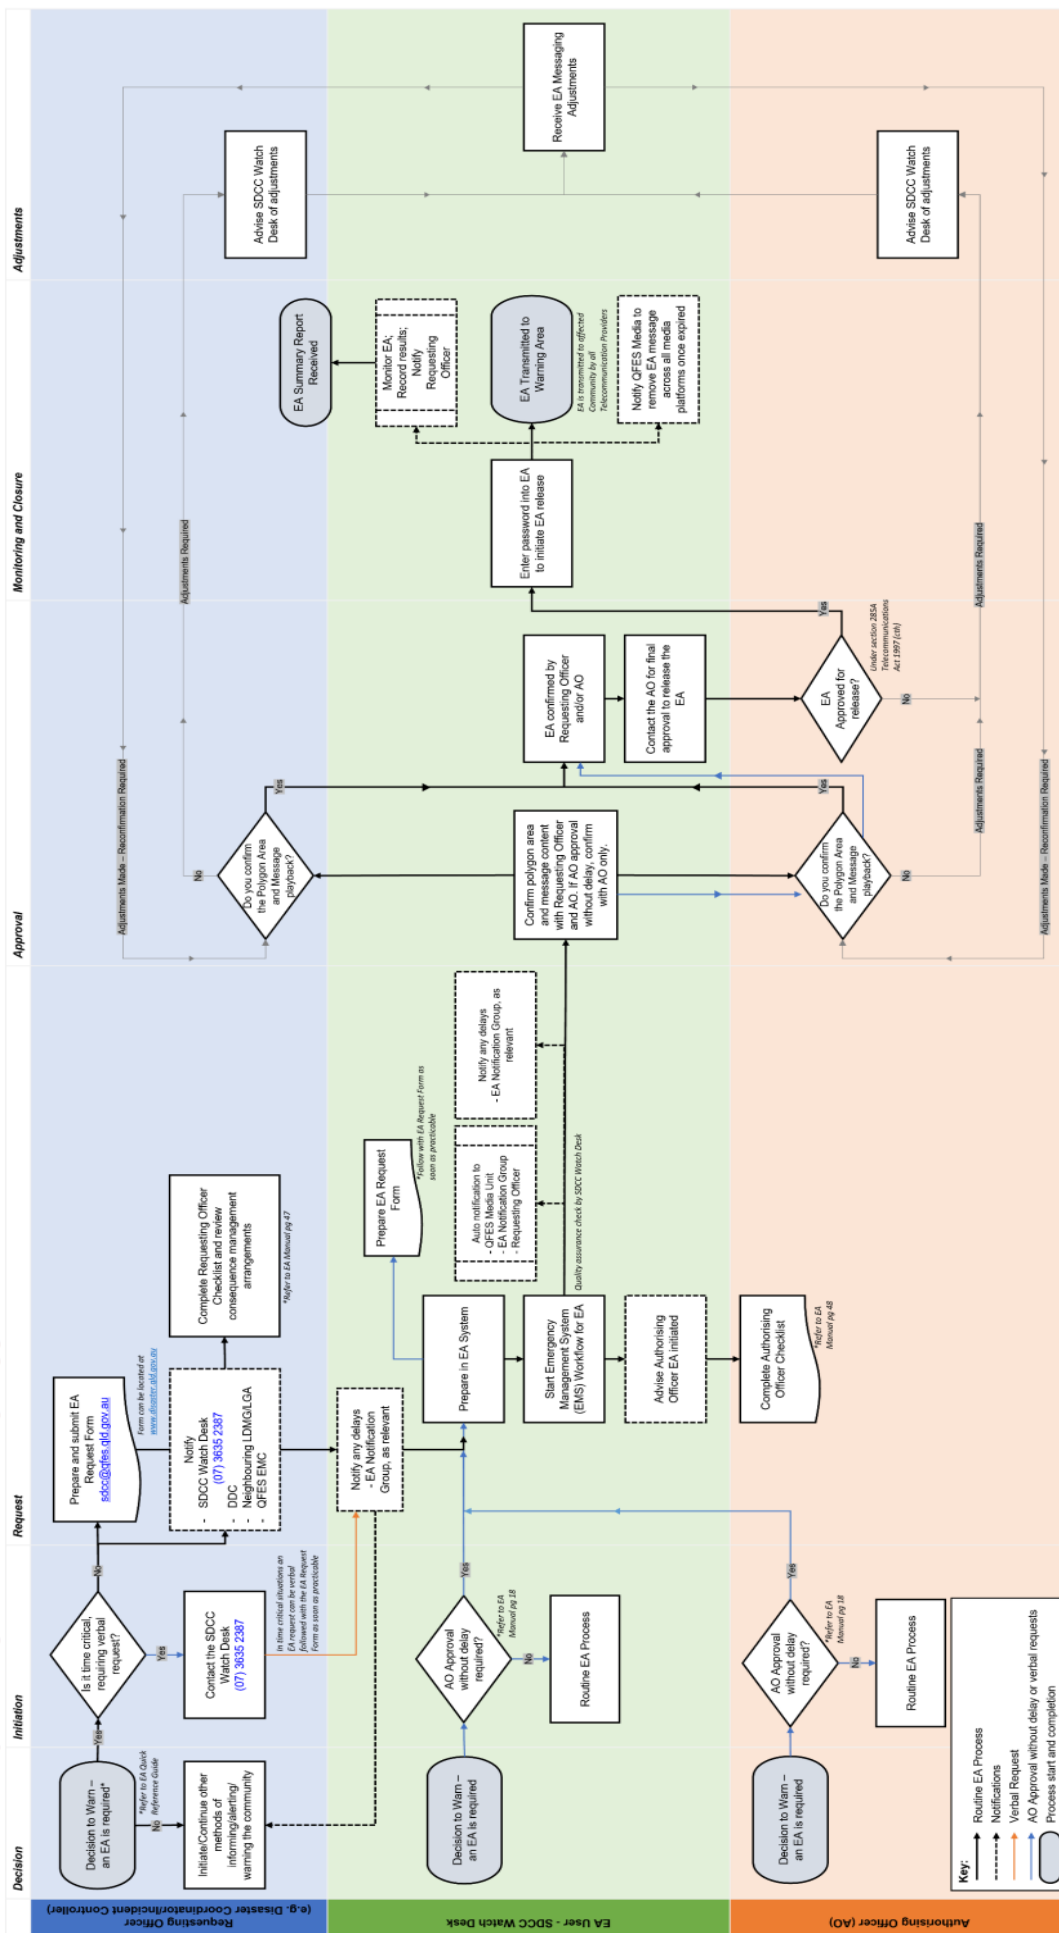 Decision
Initiation
Request
Approval
Monitoring and Closure
Adjustments
Requesting Officer
(e.g. Disaster Coordinator/Incident Controller)
Decision to Warn –
an EA is required*
*Refer to EA Quick
Reference Guide
Yes
No
Initiate/Continue other
methods of
informing/alerting/
warning the community
Is it time critical,
requiring verbal
request?
No
Yes
Contact the SDCC
Watch Desk
(07) 3635 2387
In time critical situations an
EA request can be verbal
followed with the EA Request
Form as soon as practicable
Prepare and submit EA
Request Form
sdcc@qfes.qld.gov.au
Form can be located at
www.disaster.qld.gov.au
Notify
- SDCC Watch Desk
(07) 3635 2387
- DDC
- Neighbouring LDMG/LGA
- QFES EMC
Complete Requesting Officer
Checklist and review
consequence management
arrangements
*Refer to EA Manual pg 47
Adjustments Made – Reconfirmation Required
Do you confirm
the Polygon Area
and Message
playback?
No
Yes
Adjustments Required
Advise SDCC Watch
Desk of adjustments
EA Summary Report
Received
EA User - SDCC Watch Desk
Decision to Warn –
an EA is required
AO Approval
without delay
required?
*Refer to EA
Manual pg 18
Yes
No
Routine EA Process
Notify any delays
- EA Notification
Group, as relevant
Prepare in EA System
Prepare EA Request
Form
*Follow with EA Request Form as
soon as practicable
Start Emergency
Management System
(EMS) Workflow for EA
Advise Authorising
Officer EA initiated
Auto notification to
- QFES Media Unit
- EA Notification Group
- Requesting Officer
Quality assurance check by SDCC Watch Desk
Notify any delays
- EA Notification Group, as
relevant
Confirm polygon area
and message content
with Requesting Officer
and AO. If AO approval
without delay, confirm
with AO only.
EA confirmed by
Requesting Officer
and/or AO
Contact the AO for final
approval to release the
EA
Enter password into EA
to initiate EA release
Monitor EA;
Record results;
Notify
Requesting
Officer
EA Transmitted to
Warning Area
EA is transmitted to affected
Community by all
Telecommunication Providers
Notify QFES Media to
remove EA message
across all media
platforms once expired
Receive EA Messaging
Adjustments
Authorising Officer (AO)
Decision to Warn –
an EA is required
AO Approval
without delay
required?
*Refer to EA
Manual pg 18
Yes
No
Routine EA Process
Complete Authorising
Officer Checklist
*Refer to EA
Manual pg 48
Do you confirm
the Polygon Area
and Message
playback?
Yes
No
Adjustments Required
EA
Approved for
release?
Yes
No
Under section 285A
Telecommunications
Act 1997 (cth)
Adjustments Required
Adjustments Made – Reconfirmation Required
Advise SDCC Watch
Desk of adjustments
Key:
Routine EA Process
Notifications
Verbal Request
AO Approval without delay or verbal requests
Process start and completion